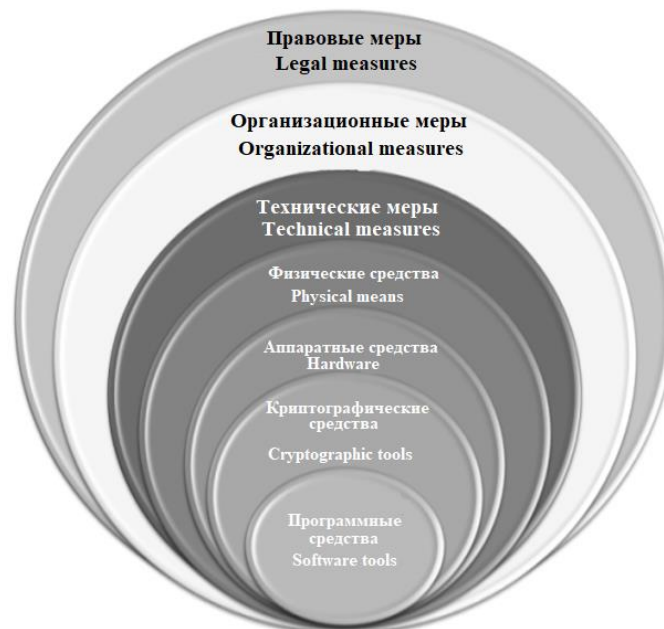 Правовые меры
Legal measures
Организационные меры
Organizational measures
Технические меры
Technical measures
Физические средства
Physical means
Аппаратные средства
Hardware
Криптографические
средства
Cryptographic tools
Программные
средства
Software tools